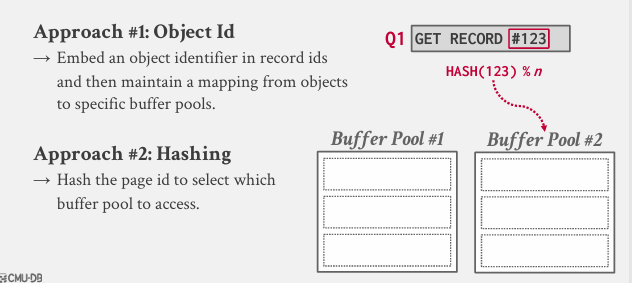 Approach #1: Object Id
→ Embed an object identifier in record ids
and then maintain a mapping from objects
to specific buffer pools.
Approach #2: Hashing
→ Hash the page id to select which
buffer pool to access.
Q1 GET RECORD #123
HASH(123) % n
Buffer Pool #1
Buffer Pool #2
CMU-DB